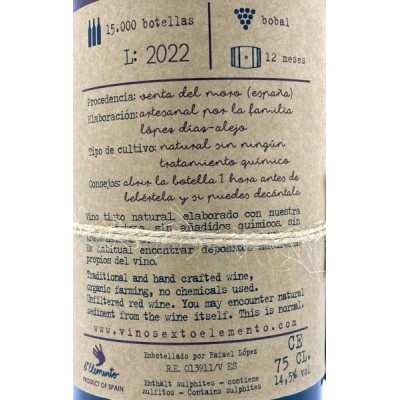 15.000 botellas
bobal
L: 2022
12 meses
Procedencia: venta del moro (españa)
Elaboración: artesanal por la familia
lópez días-alejo
Tipo de cultivo: natural sin ningún
tratamiento químico
Consejos: abrir la botella 1 hora antes de
bebértela y si puedes decántala
Vino tinto natural, elaborado con nuestra
sin añadidos químicos, sin
Es habitual encontrar depósitos naturales
propios del vino.
Traditional and hand crafted wine,
organic farming, no chemicals used.
Unfiltered red wine. You may encounter natural
sediment from the wine itself. This is normal.
www.vinosextoelemento.com
6º Elemento
PRODUCT OF SPAIN
Embotellado por Rafael López
R.E. 013911/V ES
Enthält sulphites - contiene
sulfitos - Contains sulphites
CE
75 CL.
14,5% vol